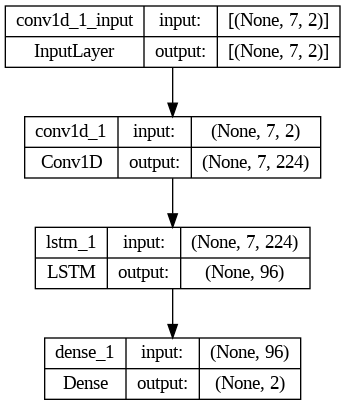 conv1d_1_input input: [(None, 7, 2)]
InputLayer output: [(None, 7, 2)]
conv1d_1 input: (None, 7, 2)
Conv1D output: (None, 7, 224)
lstm_1 input: (None, 7, 224)
LSTM output: (None, 96)
dense_1 input: (None, 96)
Dense output: (None, 2)